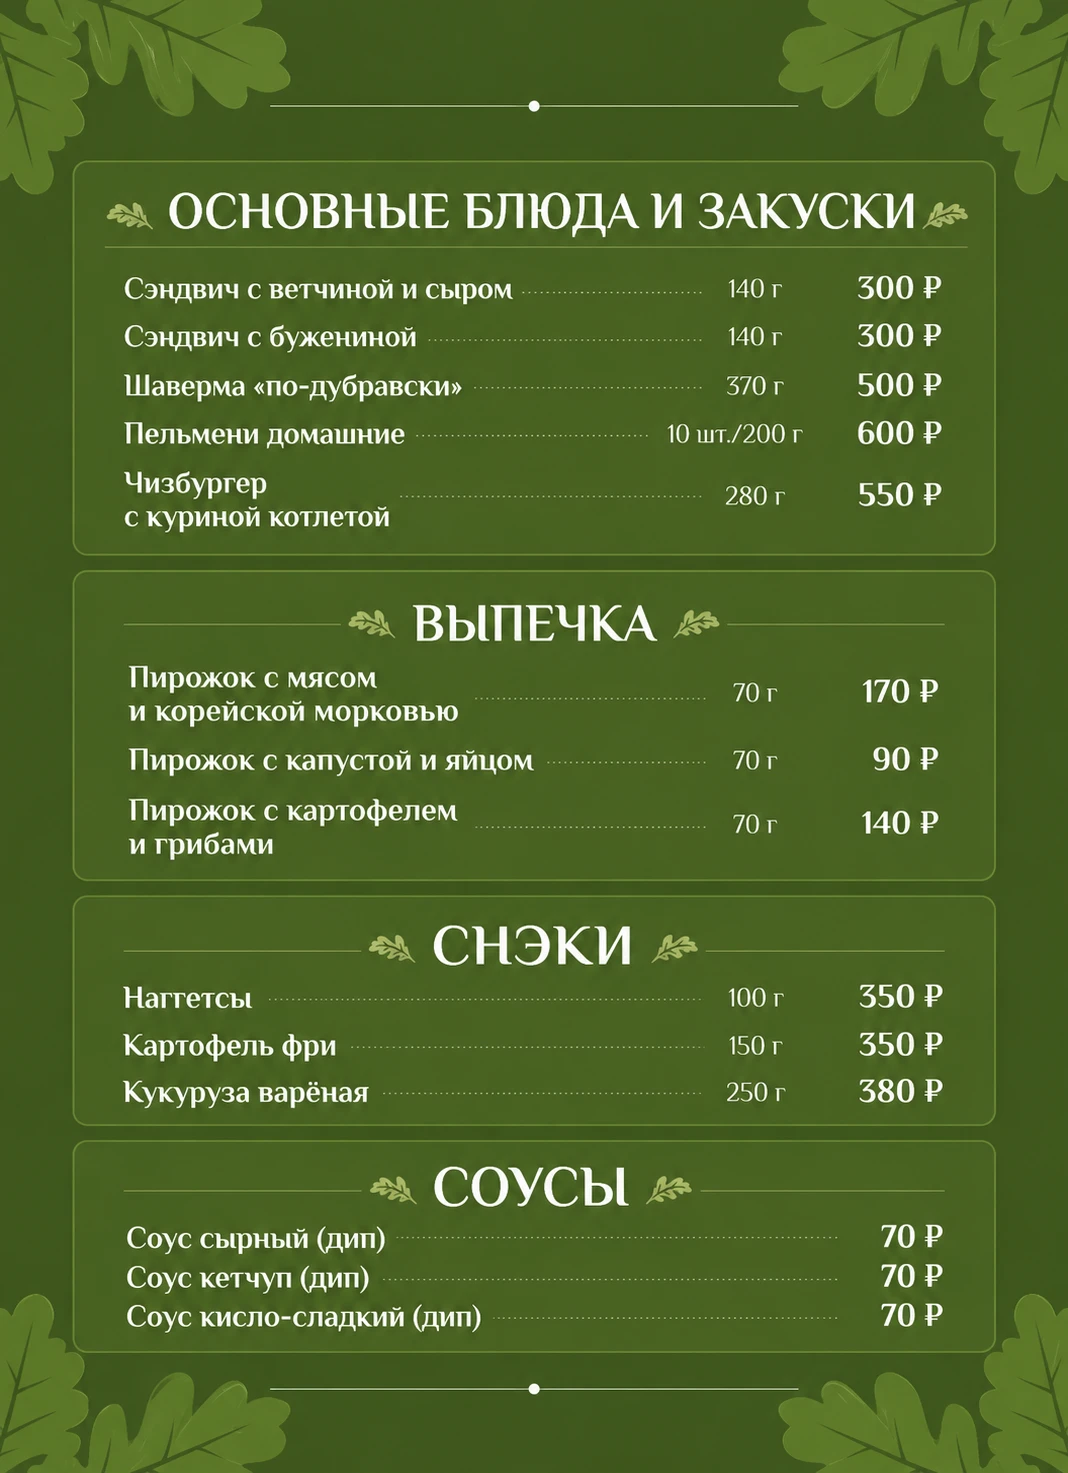 ОСНОВНЫЕ БЛЮДА И ЗАКУСКИ
Сэндвич с ветчиной и сыром 140 г 300 ₽
Сэндвич с бужениной 140 г 300 ₽
Шаверма «по-дубравски» 370 г 500 ₽
Пельмени домашние 10 шт./200 г 600 ₽
Чизбургер
с куриной котлетой 280 г 550 ₽
ВЫПЕЧКА
Пирожок с мясом
и корейской морковью 70 г 170 ₽
Пирожок с капустой и яйцом 70 г 90 ₽
Пирожок с картофелем
и грибами 70 г 140 ₽
СНЭКИ
Наггетсы 100 г 350 ₽
Картофель фри 150 г 350 ₽
Кукуруза варёная 250 г 380 ₽
СОУСЫ
Соус сырный (дип) 70 ₽
Соус кетчуп (дип) 70 ₽
Соус кисло-сладкий (дип) 70 ₽